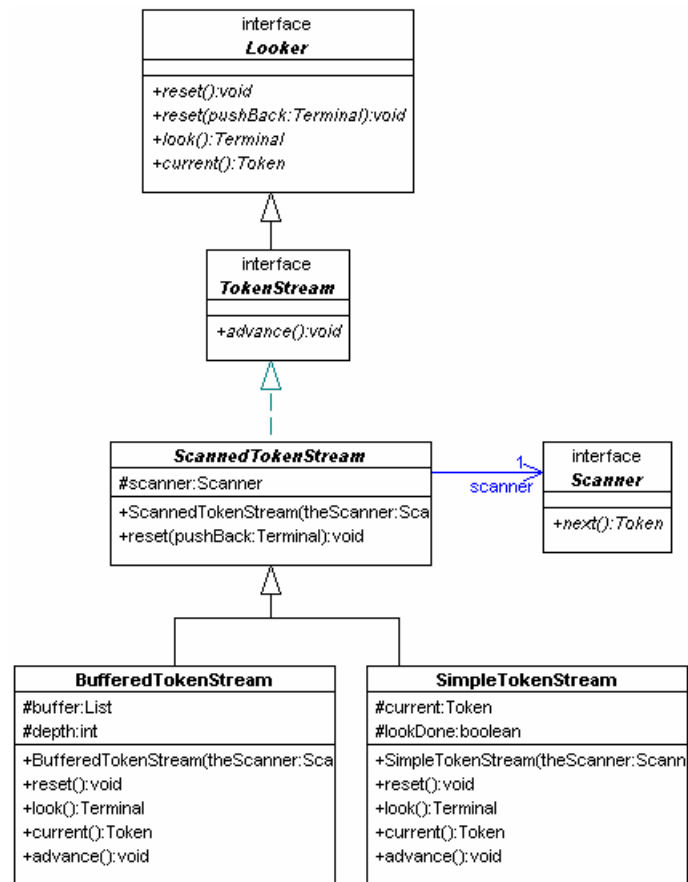 interface
Looker
+reset():void
+reset(pushBack:Terminal):void
+look():Terminal
+current():Token
interface
TokenStream
+advance():void
ScannedTokenStream
#scanner:Scanner
+ScannedTokenStream(theScanner:Sca
+reset(pushBack:Terminal):void
1
scanner
interface
Scanner
+next():Token
BufferedTokenStream
#buffer:List
#depth:int
+BufferedTokenStream(theScanner:Sca
+reset():void
+look():Terminal
+current():Token
+advance():void
SimpleTokenStream
#current:Token
#lookDone:boolean
+SimpleTokenStream(theScanner:Scann
+reset():void
+look():Terminal
+current():Token
+advance():void